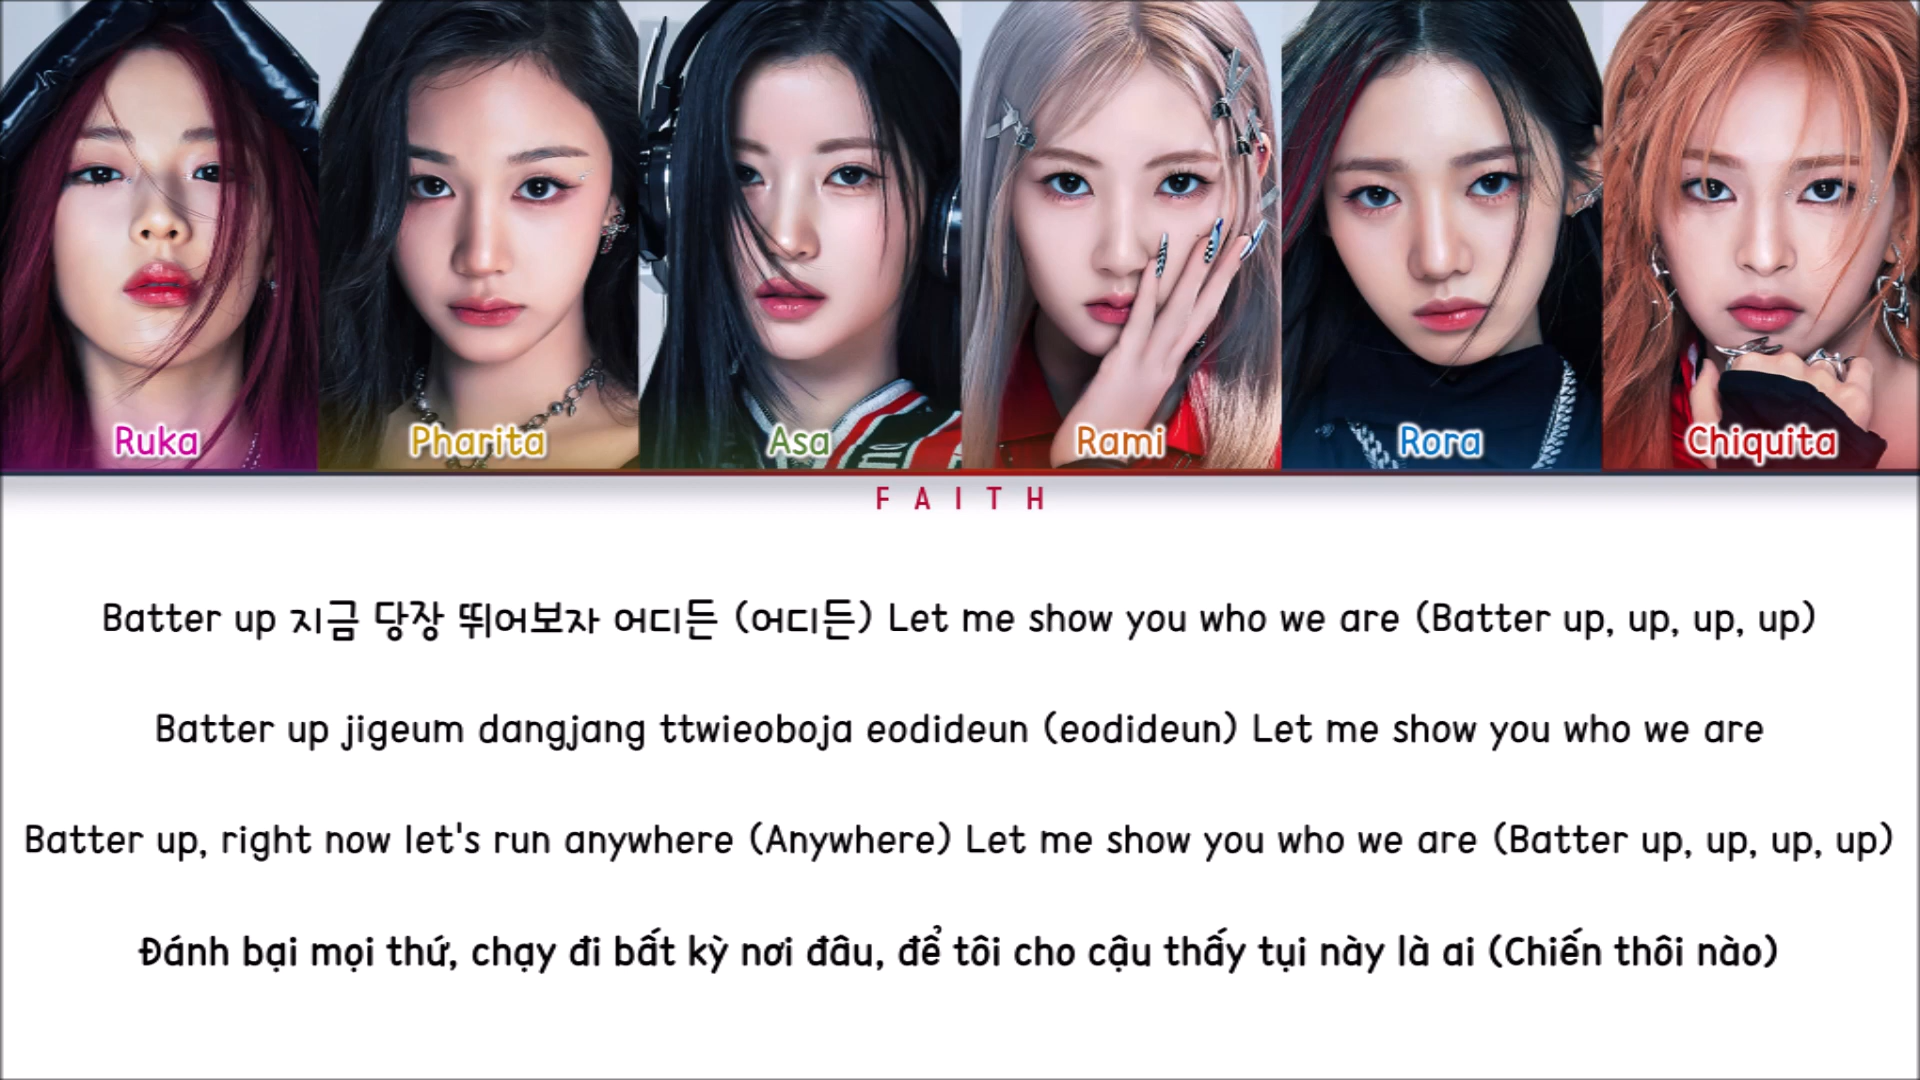 Ruka Pharita Asa Rami Rora Chiquita
FAITH
Batter up 지금 당장 뛰어보자 어디든 (어디든) Let me show you who we are (Batter up, up, up, up)
Batter up jigeum dangjang ttwieoboja eodideun (eodideun) Let me show you who we are
Batter up, right now let's run anywhere (Anywhere) Let me show you who we are (Batter up, up, up, up)
Đánh bại mọi thứ, chạy đi bất kỳ nơi đâu, để tôi cho cậu thấy tụi này là ai (Chiến thôi nào)